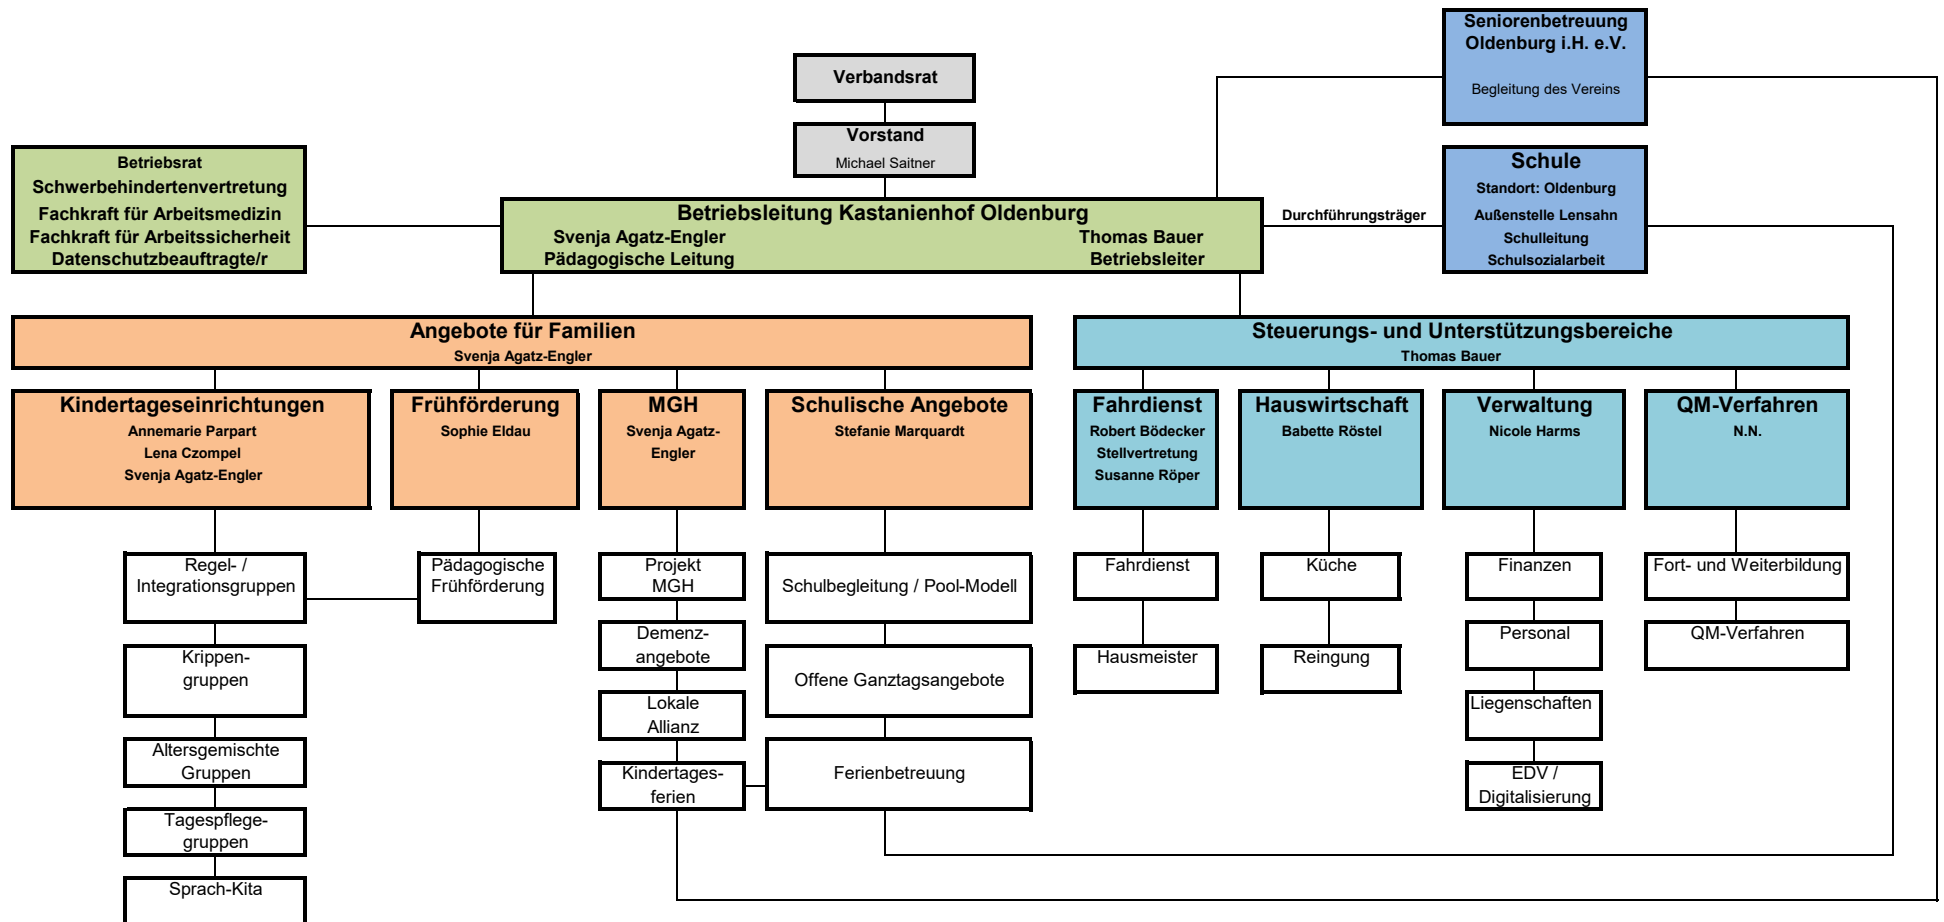 Seniorenbetreuung
Oldenburg i.H. e.V.
Begleitung des Vereins
Verbandsrat
Vorstand
Michael Saitner
Betriebsrat
Schwerbehindertenvertretung
Fachkraft für Arbeitsmedizin
Fachkraft für Arbeitssicherheit
Datenschutzbeauftragte/r
Betriebsleitung Kastanienhof Oldenburg
Svenja Agatz-Engler
Pädagogische Leitung
Thomas Bauer
Betriebsleiter
Durchführungsträger
Schule
Standort: Oldenburg
Außenstelle Lensahn
Schulleitung
Schulsozialarbeit
Angebote für Familien
Svenja Agatz-Engler
Steuerungs- und Unterstützungsbereiche
Thomas Bauer
Kindertageseinrichtungen
Annemarie Parpart
Lena Czompel
Svenja Agatz-Engler
Frühförderung
Sophie Eldau
MGH
Svenja Agatz-
Engler
Schulische Angebote
Stefanie Marquardt
Fahrdienst
Robert Bödecker
Stellvertretung
Susanne Röper
Hauswirtschaft
Babette Röstel
Verwaltung
Nicole Harms
QM-Verfahren
N.N.
Regel- /
Integrationsgruppen
Krippen-
gruppen
Altersgemischte
Gruppen
Tagespflege-
gruppen
Sprach-Kita
Pädagogische
Frühförderung
Projekt
MGH
Demenz-
angebote
Lokale
Allianz
Kindertages-
ferien
Schulbegleitung / Pool-Modell
Offene Ganztagsangebote
Ferienbetreuung
Fahrdienst
Hausmeister
Küche
Reingung
Finanzen
Personal
Liegenschaften
EDV /
Digitalisierung
Fort- und Weiterbildung
QM-Verfahren